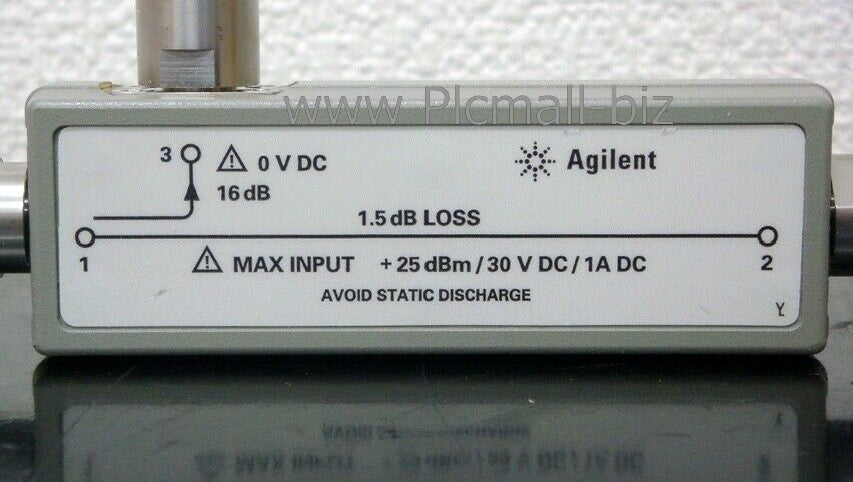 www Plcmall-biz
3 ⚠ 0 V DC
16 dB
Agilent
1.5 dB LOSS
1
2
⚠ MAX INPUT + 25 dBm / 30 V DC / 1A DC
AVOID STATIC DISCHARGE
Y